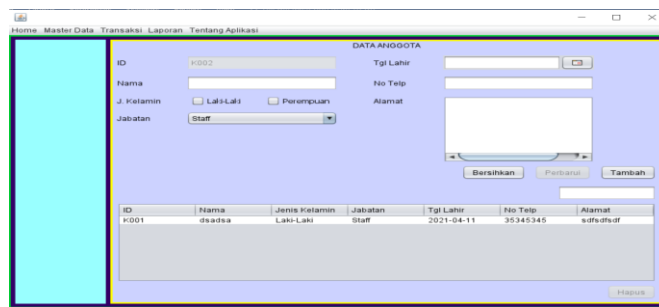 Home Master Data Transaksi Laporan Tentang Aplikasi
DATA ANGGOTA
ID K002 Tgl Lahir
Nama No Telp
J. Kelamin Laki-Laki Perempuan Alamat
Jabatan Staff
Bersihkan Perbarui Tambah
ID Nama Jenis Kelamin Jabatan Tgl Lahir No Telp Alamat
K001 dsadsa Laki-Laki Staff 2021-04-11 35345345 sdfsdfsdf
Hapus